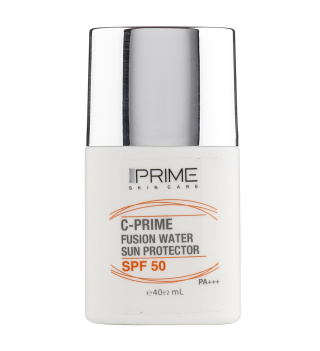 PRIME
SKIN CARE
C-PRIME
FUSION WATER
SUN PROTECTOR
SPF 50
PA+++
℮40±2 mL